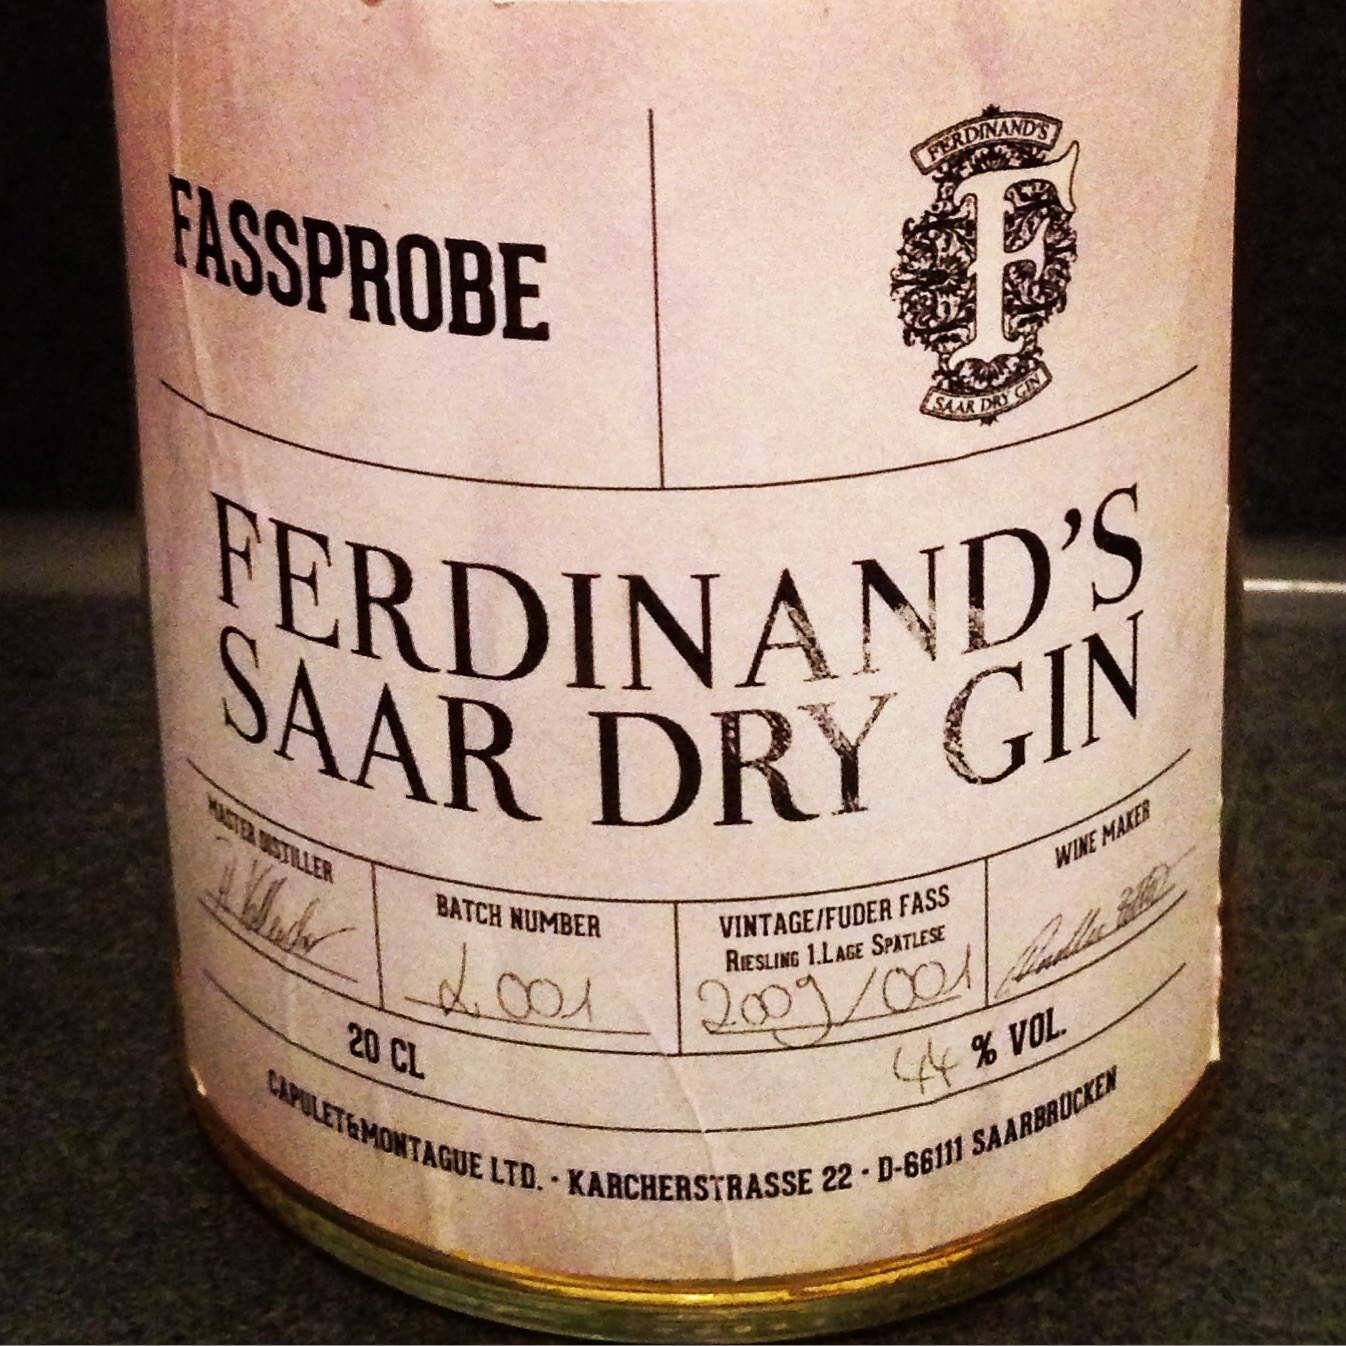 FASSPROBE
FERDINAND'S
F
SAAR DRY GIN
FERDINAND'S
SAAR DRY GIN
MASTER DISTILLER
BATCH NUMBER
L.001
VINTAGE/FUDER FASS
RIESLING 1.LAGE SPÄTLESE
2009/001
WINE MAKER
20 CL
44 % VOL.
CAPULET&MONTAGUE LTD. · KARCHERSTRASSE 22 · D-66111 SAARBRÜCKEN